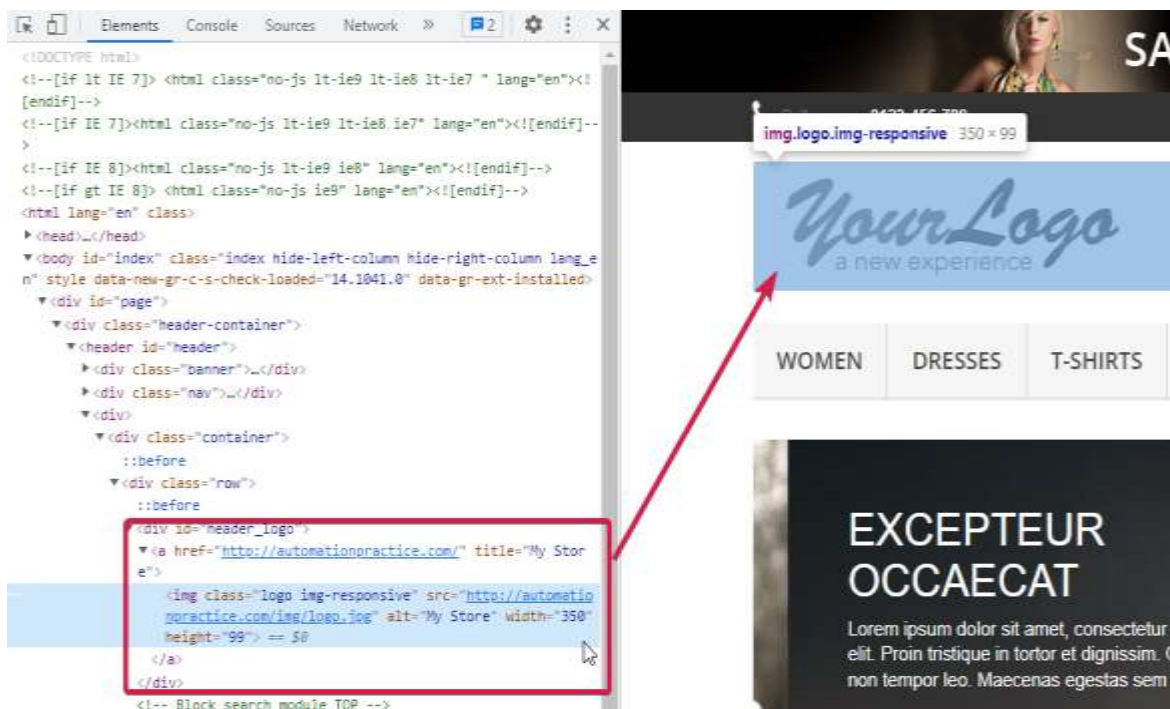 Elements Console Sources Network » 2
<!DOCTYPE html>
<!--[if lt IE 7]> <html class="no-js lt-ie9 lt-ie8 lt-ie7 " lang="en"><!
[endif]-->
<!--[if IE 7]><html class="no-js lt-ie9 lt-ie8 ie7" lang="en"><![endif]--
>
<!--[if IE 8]><html class="no-js lt-ie9 ie8" lang="en"><![endif]-->
<!--[if gt IE 8]> <html class="no-js ie9" lang="en"><![endif]-->
<html lang="en" class>
<head>…</head>
<body id="index" class="index hide-left-column hide-right-column lang_e
n" style data-new-gr-c-s-check-loaded="14.1041.0" data-gr-ext-installed>
<div id="page">
<div class="header-container">
<header id="header">
<div class="banner">…</div>
<div class="nav">…</div>
<div>
<div class="container">
::before
<div class="row">
::before
<div id="header_logo">
<a href="http://automationpractice.com/" title="My Stor
e">
<img class="logo img-responsive" src="http://automatio
npractice.com/img/logo.jpg" alt="My Store" width="350"
height="99"> == $0
</a>
</div>
<!-- Block search module TOP -->
SA
img.logo.img-responsive 350 × 99
Your Logo
a new experience
WOMEN DRESSES T-SHIRTS
EXCEPTEUR
OCCAECAT
Lorem ipsum dolor sit amet, consectetur
elit. Proin tristique in tortor et dignissim.
non tempor leo. Maecenas egestas sem